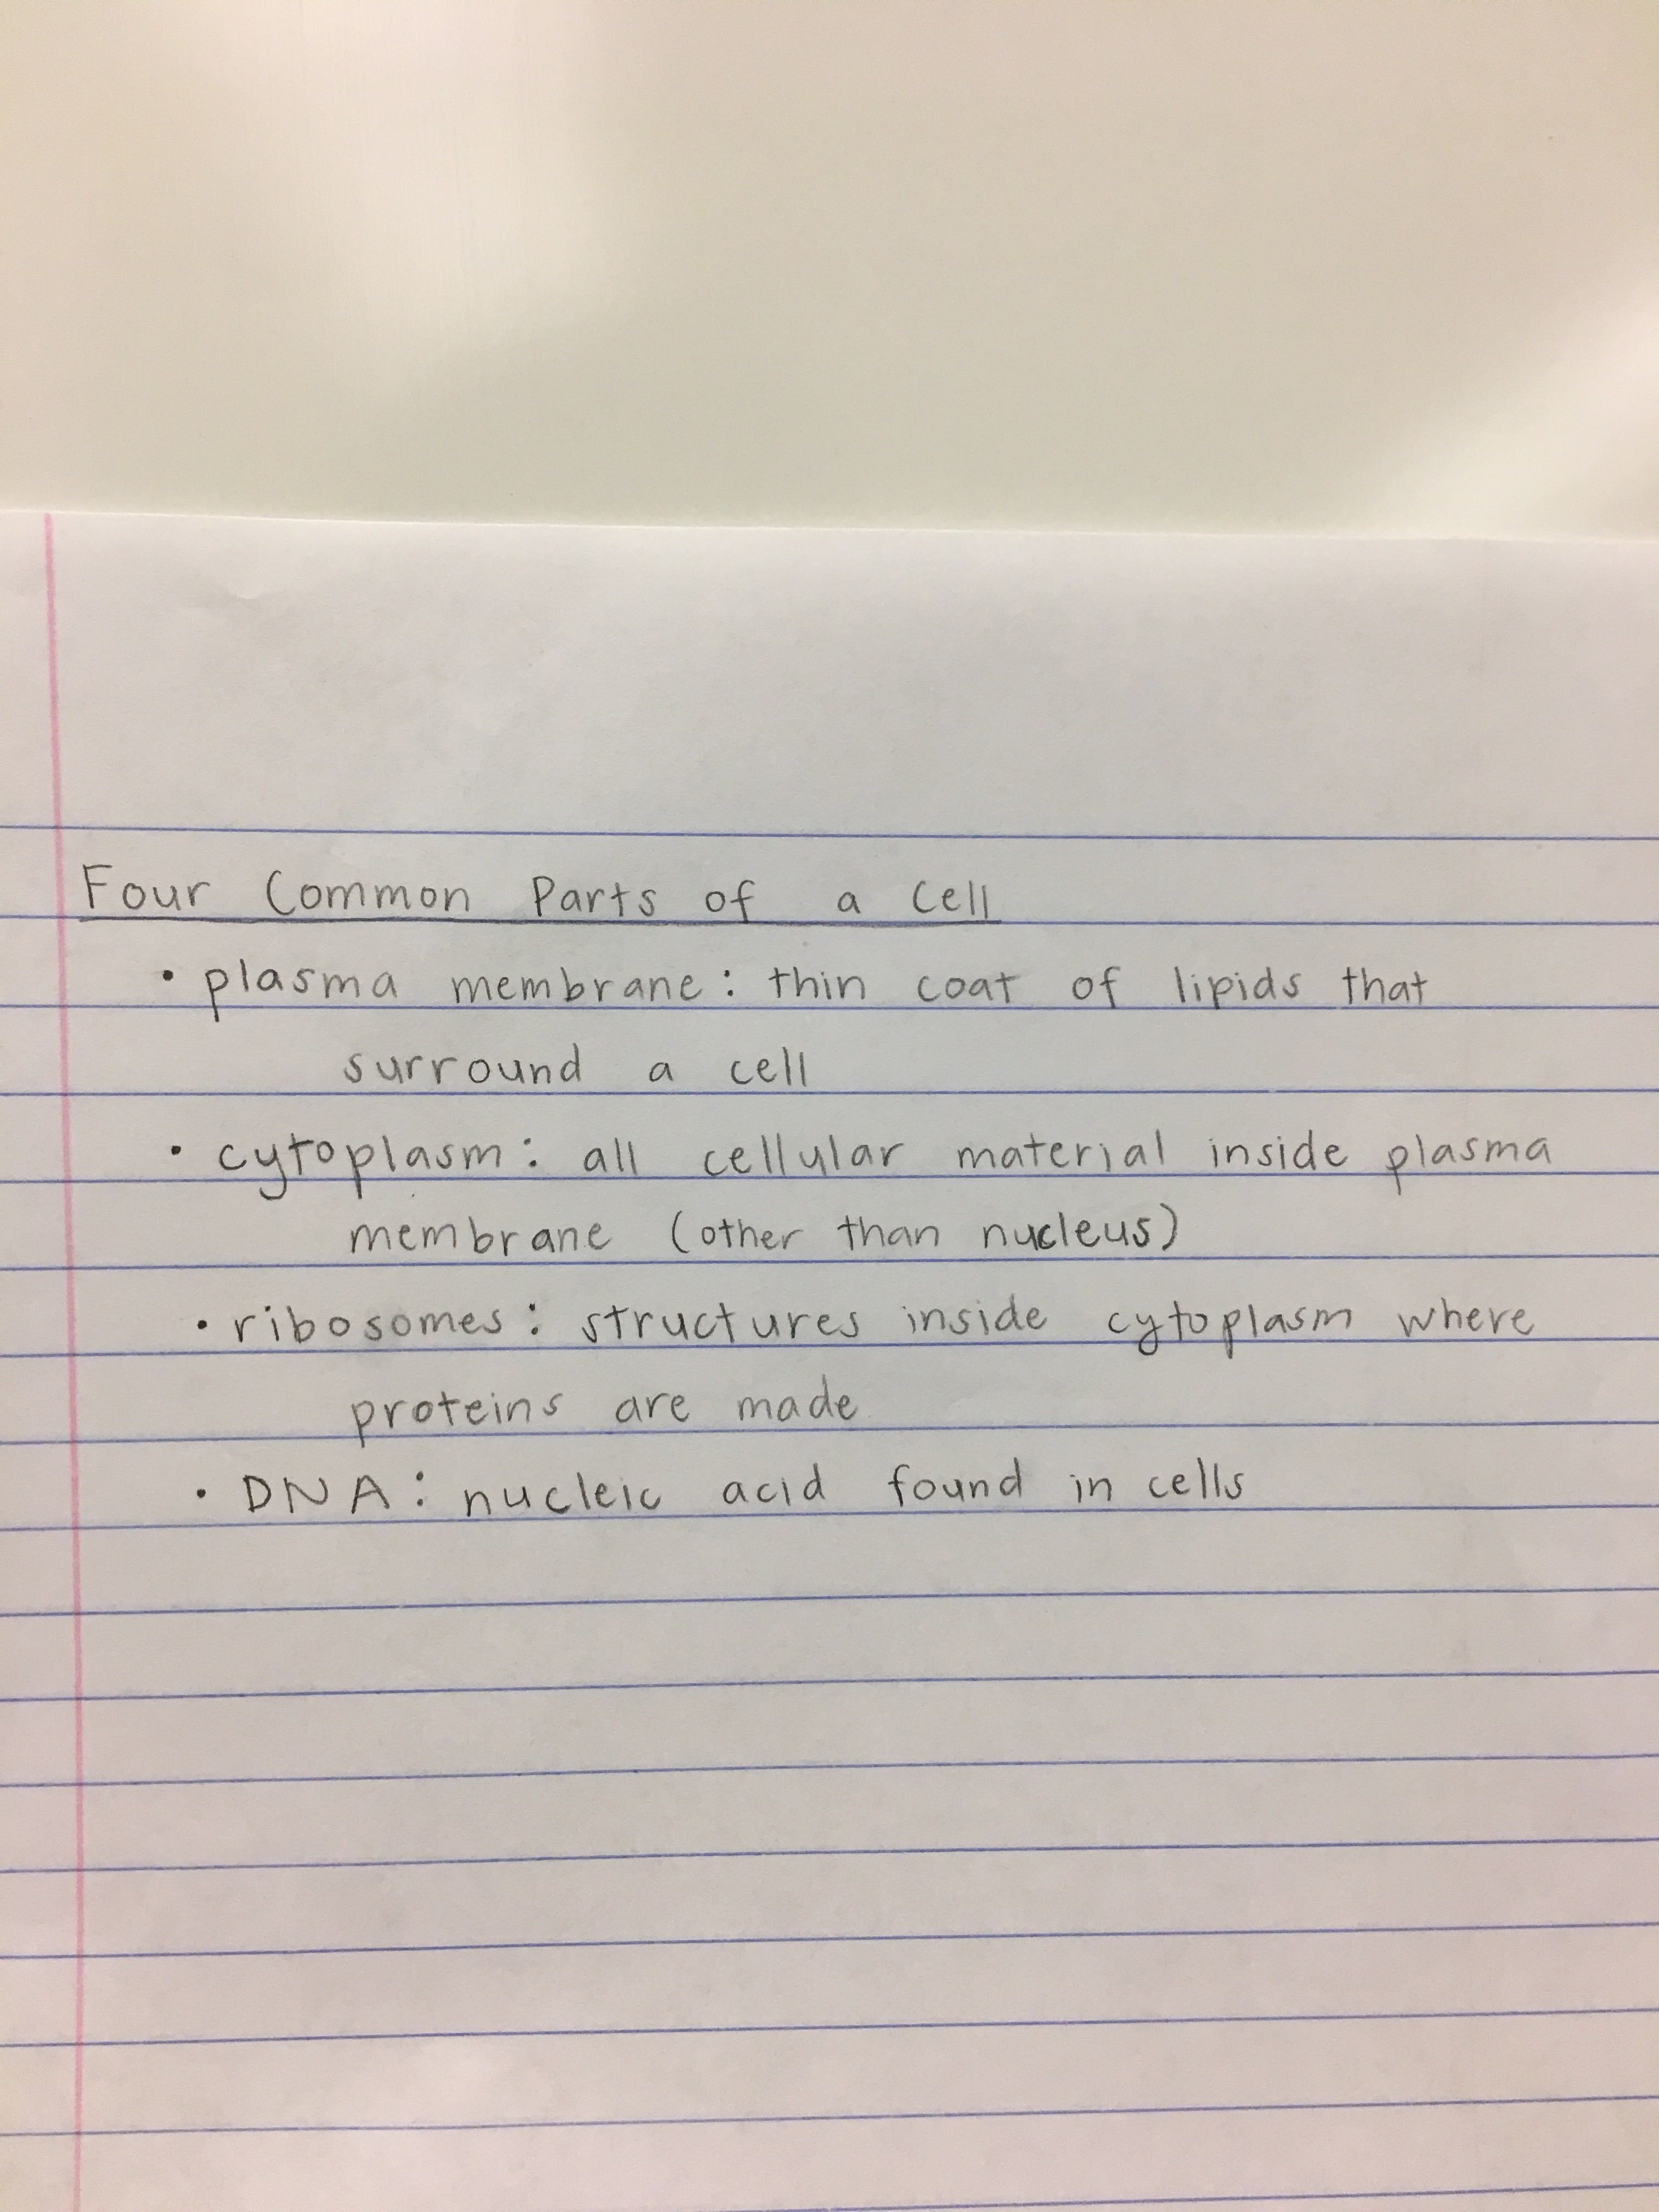 Four Common Parts of a Cell
• plasma membrane: thin coat of lipids that
surround a cell
• cytoplasm: all cellular material inside plasma
membrane (other than nucleus)
• ribosomes: structures inside cytoplasm where
proteins are made
• DNA: nucleic acid found in cells